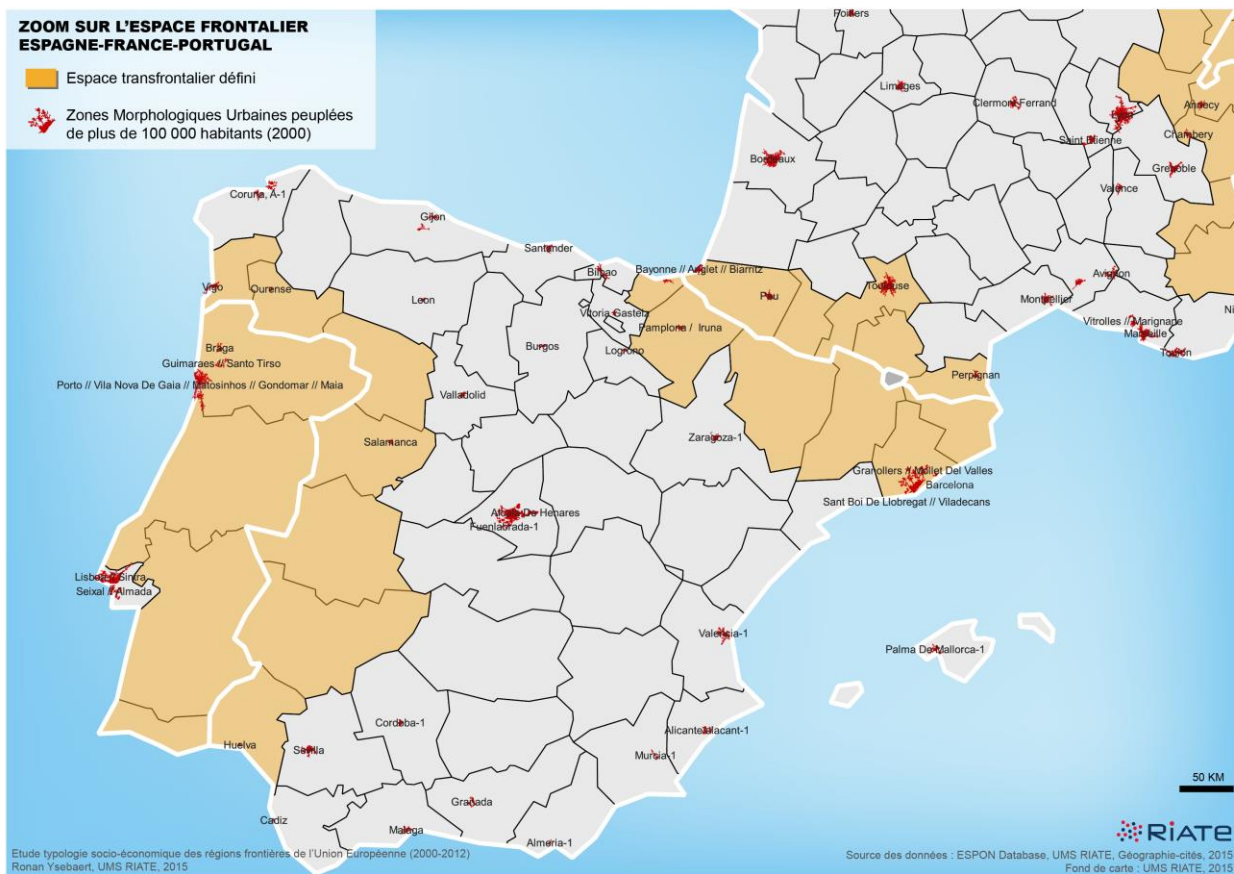 ZOOM SUR L'ESPACE FRONTALIER
ESPAGNE-FRANCE-PORTUGAL
Espace transfrontalier défini
Zones Morphologiques Urbaines peuplées
de plus de 100 000 habitants (2000)
Poitiers
Limoges
Clermont Ferrand
Lyon
Annecy
Saint Etienne
Chambery
Bordeaux
Grenoble
Valence
Coruna, A-1
Gijon
Santander
Bilbao
Bayonne // Anglet // Biarritz
Toulouse
Avignon
Vigo
Ourense
Leon
Vitoria Gasteiz
Pau
Montpellier
Ni
Pamplona / Iruna
Vitrolles // Marignane
Marseille
Braga
Burgos
Logrono
Toulon
Guimaraes // Santo Tirso
Perpignan
Porto // Vila Nova De Gaia // Matosinhos // Gondomar // Maia
Valladolid
Salamanca
Zaragoza-1
Granollers // Mollet Del Valles
Barcelona
Sant Boi De Llobregat // Viladecans
Alcala De Henares
Fuenlabrada-1
Lisboa // Sintra
Seixal // Almada
Valencia-1
Palma De Mallorca-1
Cordoba-1
Alicante/Alacant-1
Huelva
Sevilla
Murcia-1
Granada
Cadiz
Malaga
Almeria-1
50 KM
RIATE
Etude typologie socio-économique des régions frontières de l'Union Européenne (2000-2012)
Ronan Ysebaert, UMS RIATE, 2015
Source des données : ESPON Database, UMS RIATE, Géographie-cités, 2015
Fond de carte : UMS RIATE, 2015